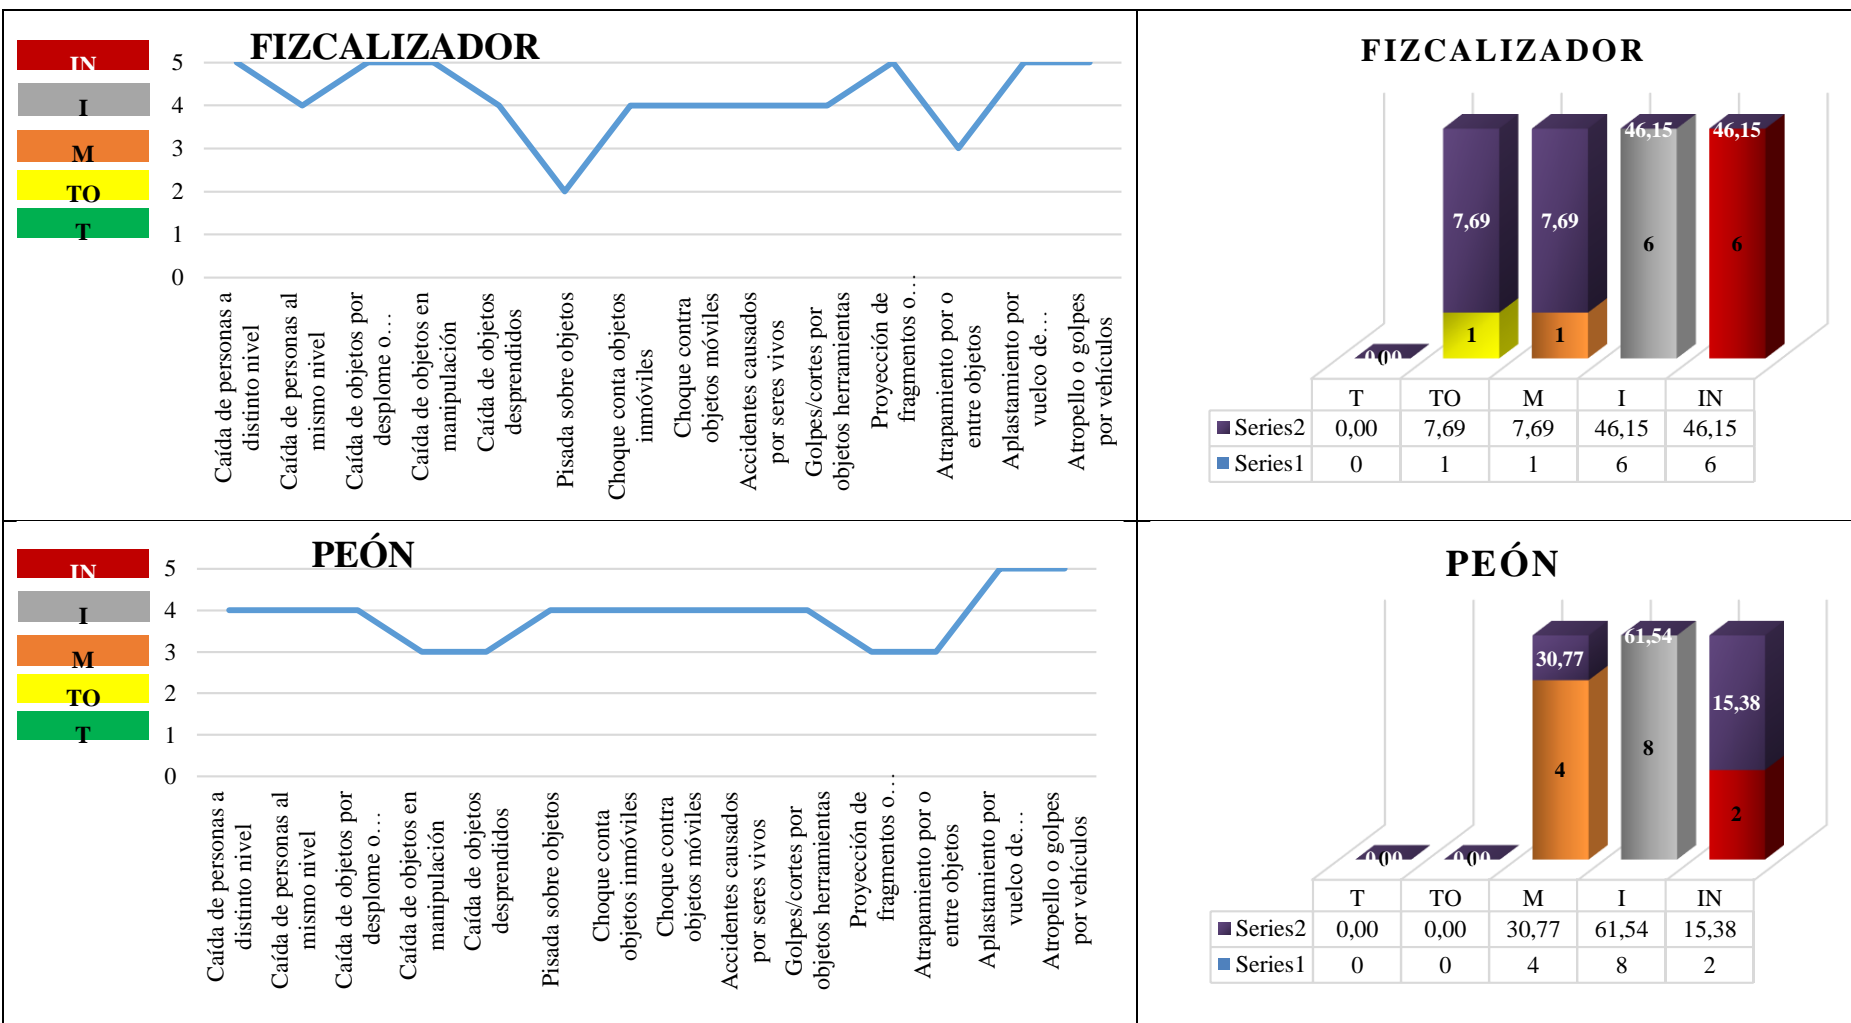 FIZCALIZADOR
IN
I
M
TO
T
5
4
3
2
1
0
Caída de personas a
distinto nivel
Caída de personas al
mismo nivel
Caída de objetos por
desplome o…
Caída de objetos en
manipulación
Caída de objetos
desprendidos
Pisada sobre objetos
Choque conta objetos
inmóviles
Choque contra
objetos móviles
Accidentes causados
por seres vivos
Golpes/cortes por
objetos herramientas
Proyección de
fragmentos o…
Atrapamiento por o
entre objetos
Aplastamiento por
vuelco de…
Atropello o golpes
por vehículos
FIZCALIZADOR
46,15 46,15
7,69 7,69
6 6
1 1
0,00
0
T TO M I IN
Series2 0,00 7,69 7,69 46,15 46,15
Series1 0 1 1 6 6
PEÓN
IN
I
M
TO
T
5
4
3
2
1
0
Caída de personas a
distinto nivel
Caída de personas al
mismo nivel
Caída de objetos por
desplome o…
Caída de objetos en
manipulación
Caída de objetos
desprendidos
Pisada sobre objetos
Choque conta
objetos inmóviles
Choque contra
objetos móviles
Accidentes causados
por seres vivos
Golpes/cortes por
objetos herramientas
Proyección de
fragmentos o…
Atrapamiento por o
entre objetos
Aplastamiento por
vuelco de…
Atropello o golpes
por vehículos
PEÓN
61,54
30,77
15,38
8
4
2
0,00 0,00
0 0
T TO M I IN
Series2 0,00 0,00 30,77 61,54 15,38
Series1 0 0 4 8 2